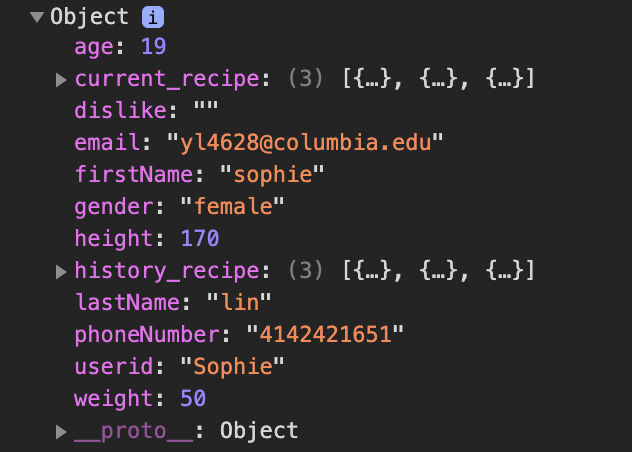 Object i
age: 19
current_recipe: (3) [{…}, {…}, {…}]
dislike: ""
email: "yl4628@columbia.edu"
firstName: "sophie"
gender: "female"
height: 170
history_recipe: (3) [{…}, {…}, {…}]
lastName: "lin"
phoneNumber: "4142421651"
userid: "Sophie"
weight: 50
__proto__: Object